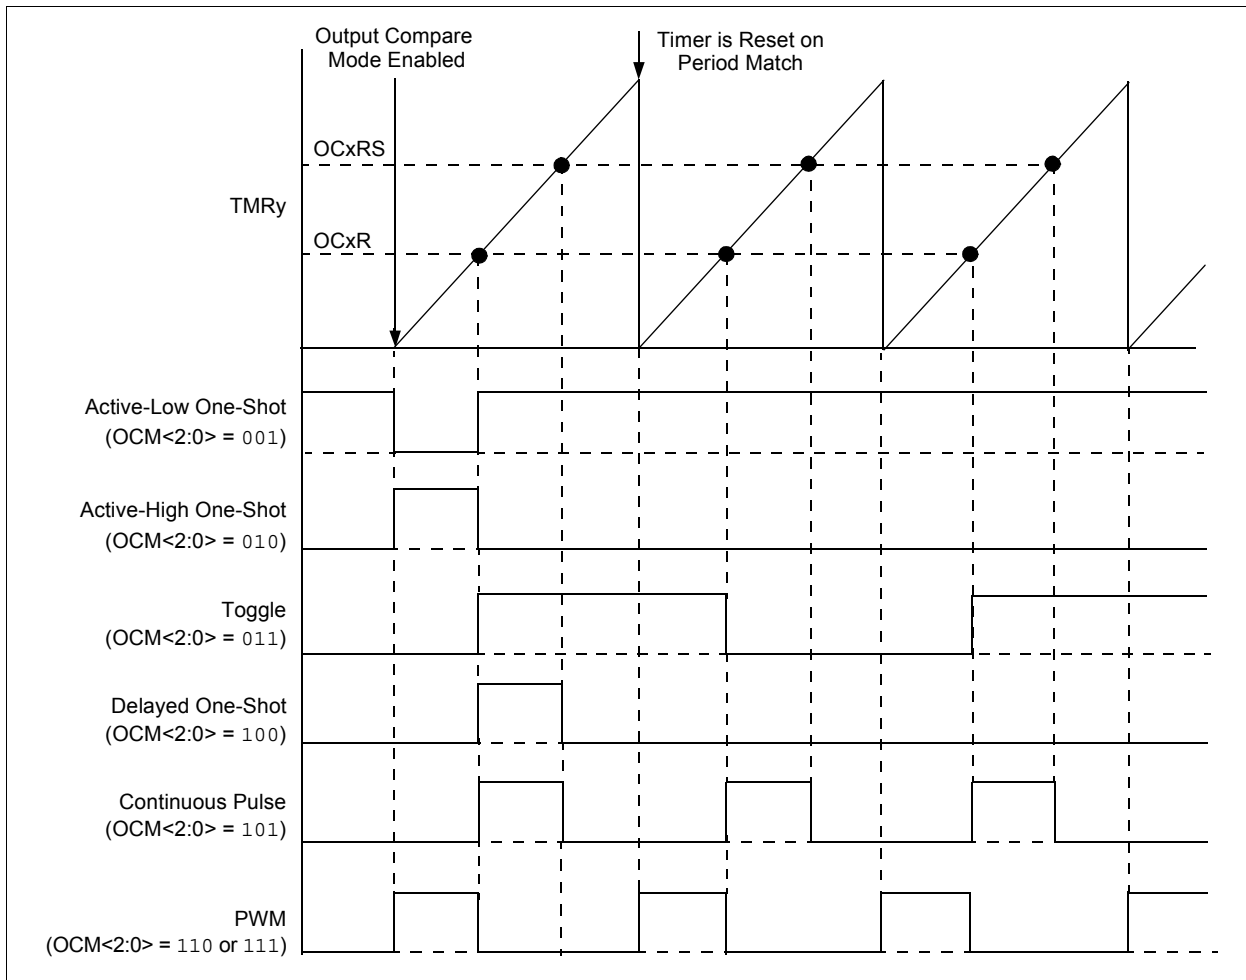 Output Compare
Mode Enabled
Timer is Reset on
Period Match
OCxRS
TMRy
OCxR
Active-Low One-Shot
(OCM<2:0> = 001)
Active-High One-Shot
(OCM<2:0> = 010)
Toggle
(OCM<2:0> = 011)
Delayed One-Shot
(OCM<2:0> = 100)
Continuous Pulse
(OCM<2:0> = 101)
PWM
(OCM<2:0> = 110 or 111)